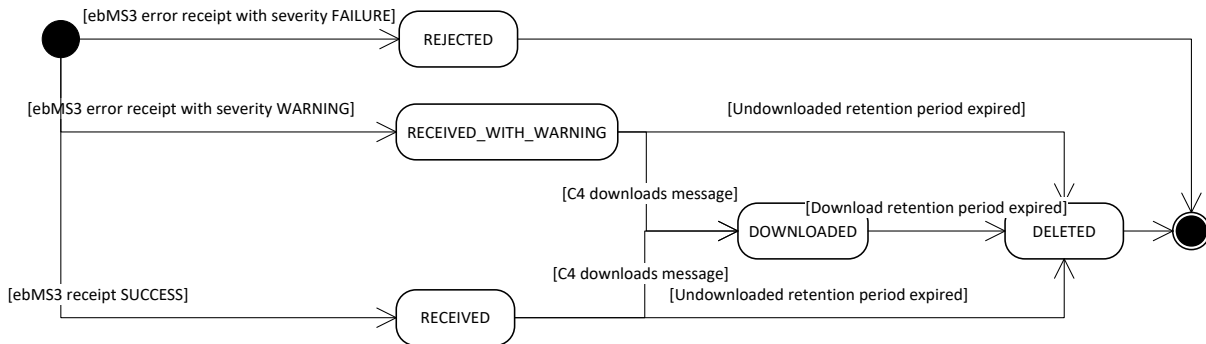 [ebMS3 error receipt with severity FAILURE]
REJECTED
[ebMS3 error receipt with severity WARNING]
[Undownloaded retention period expired]
RECEIVED_WITH_WARNING
[C4 downloads message]
[Download retention period expired]
DOWNLOADED
DELETED
[C4 downloads message]
[ebMS3 receipt SUCCESS]
[Undownloaded retention period expired]
RECEIVED